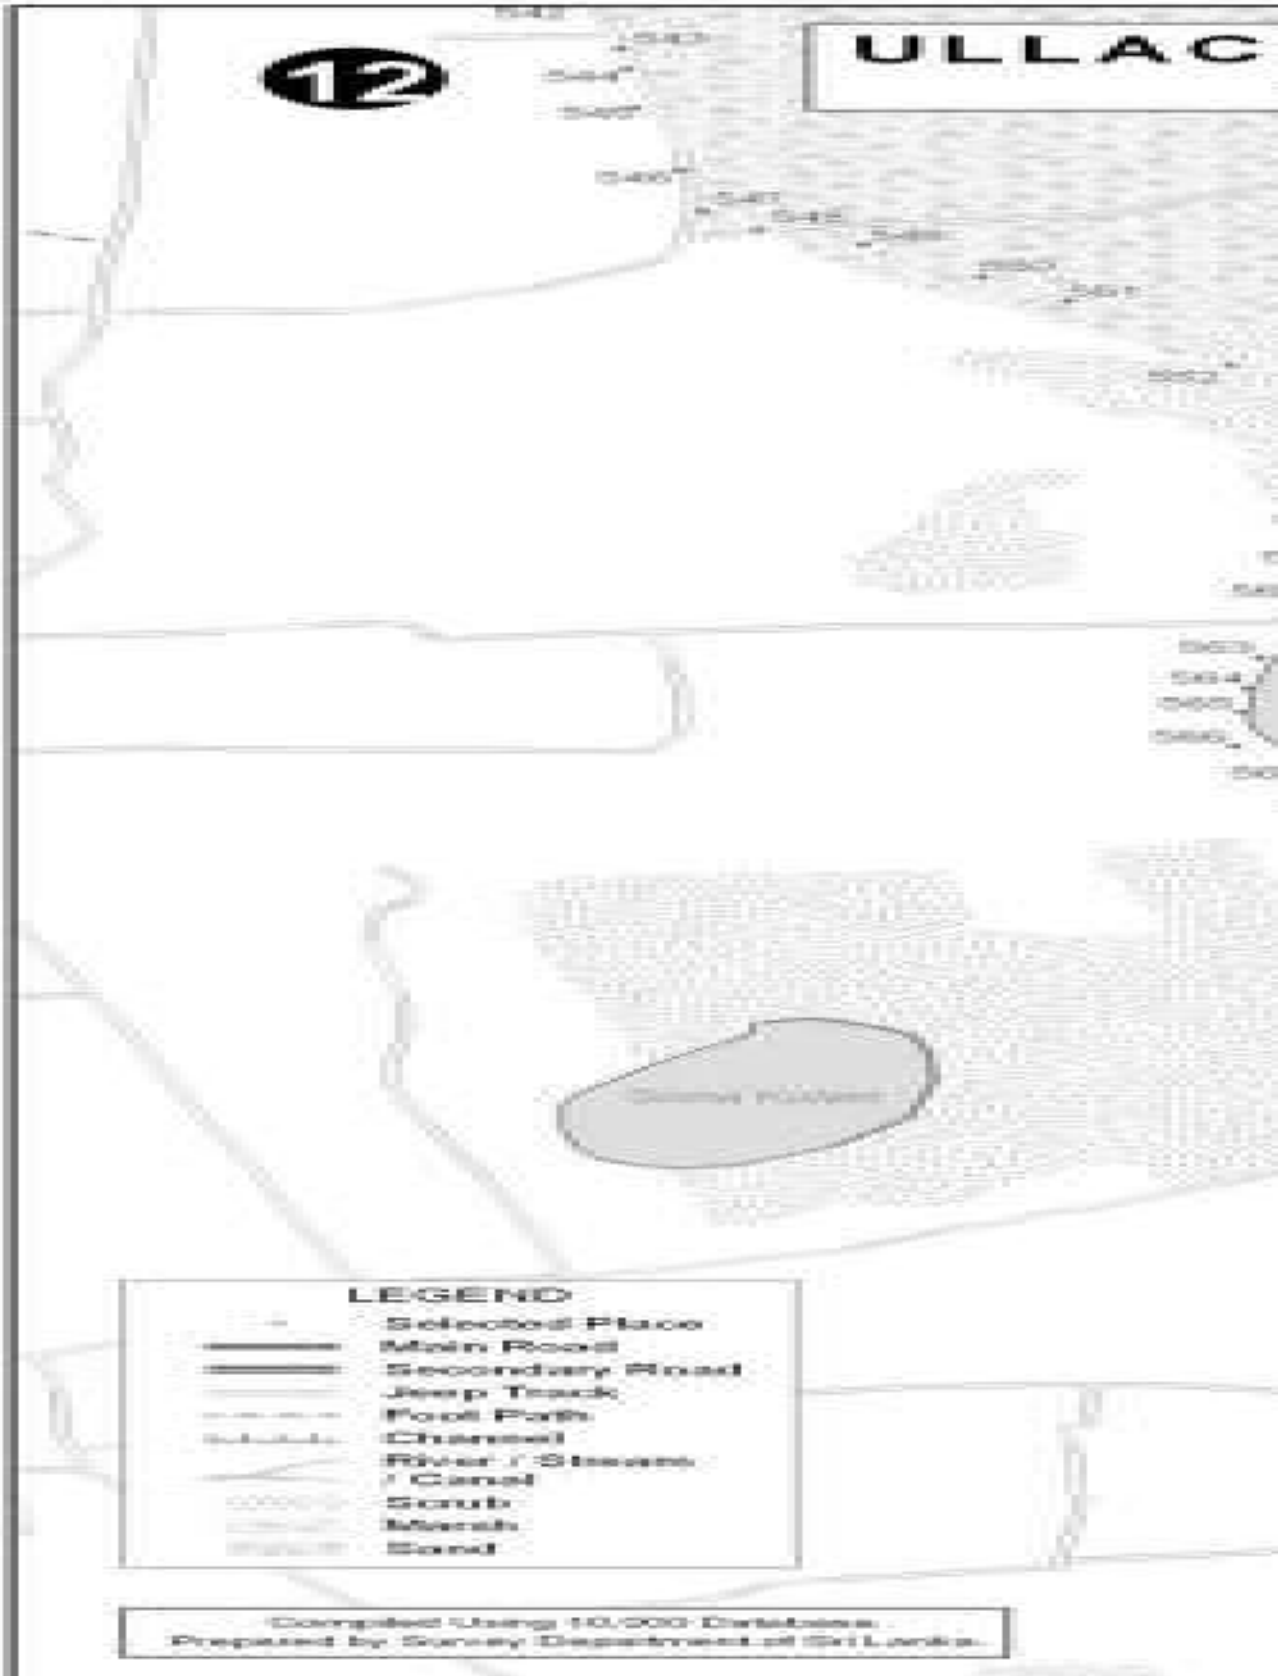 12
ULLAC
542
543
544
545
546
547
548
549
550
551
552
563
564
565
566
LEGEND
Selected Place
Main Road
Secondary Road
Jeep Track
Foot Path
Channel
River / Stream
/ Canal
Scrub
Marsh
Sand
Compiled Using 10,000 Database
Prepared by Survey Department of Sri Lanka